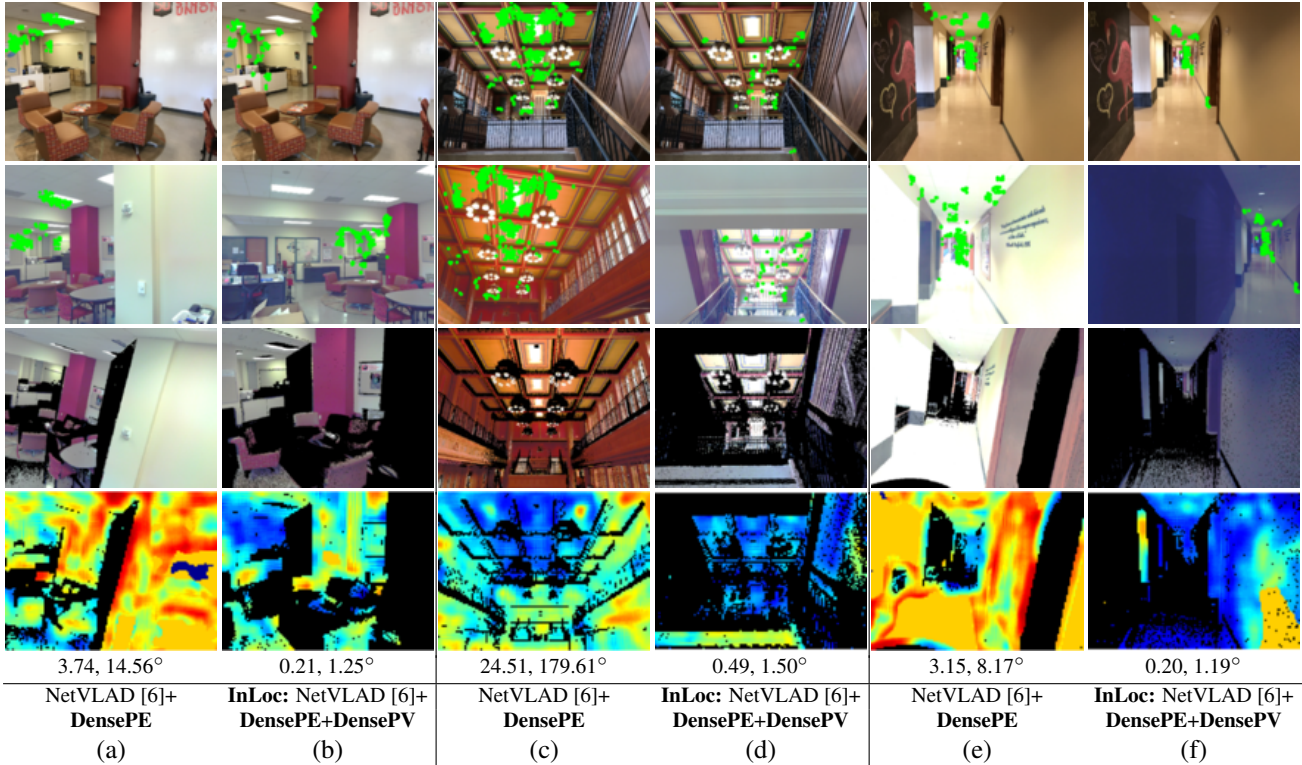 3.74, 14.56°
0.21, 1.25°
24.51, 179.61°
0.49, 1.50°
3.15, 8.17°
0.20, 1.19°
NetVLAD [6]+
DensePE
InLoc: NetVLAD [6]+
DensePE+DensePV
NetVLAD [6]+
DensePE
InLoc: NetVLAD [6]+
DensePE+DensePV
NetVLAD [6]+
DensePE
InLoc: NetVLAD [6]+
DensePE+DensePV
(a)
(b)
(c)
(d)
(e)
(f)